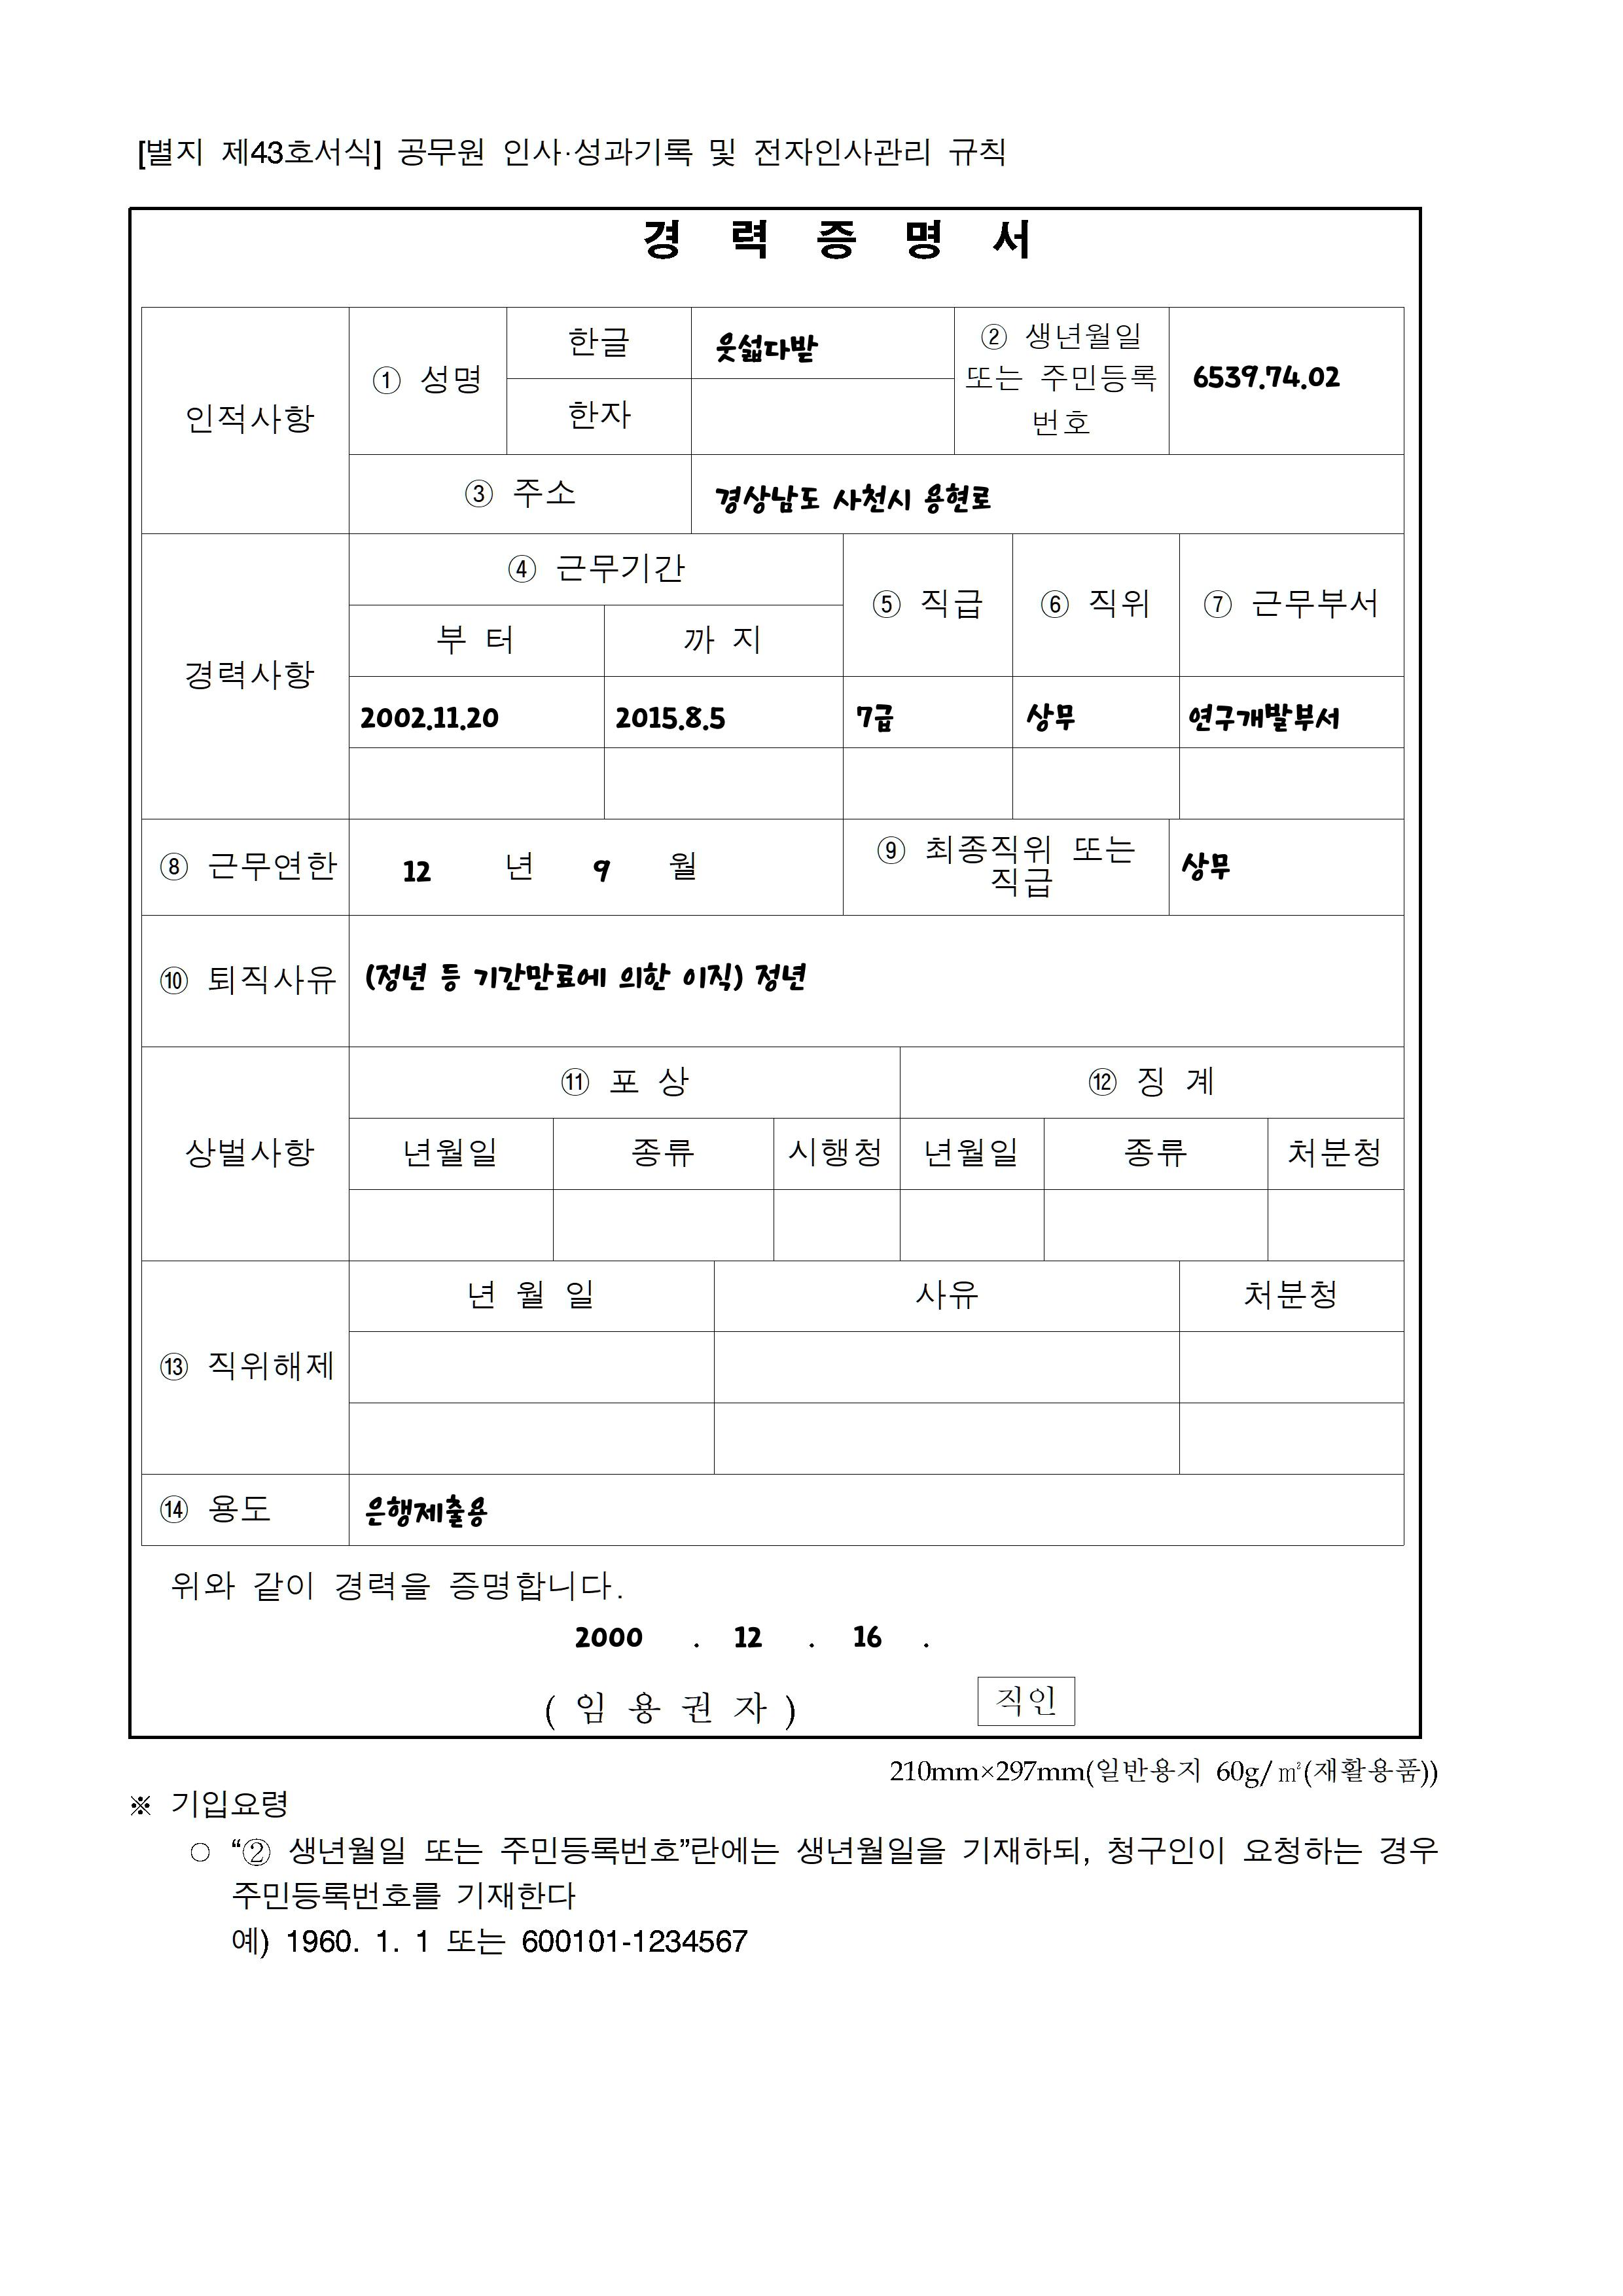 [별지 제43호서식] 공무원 인사·성과기록 및 전자인사관리 규칙
경 력 증 명 서
인적사항
① 성명
한글
웃섧다받
한자
② 생년월일
또는 주민등록
번호
6539.74.02
③ 주소
경상남도 사천시 용현로
경력사항
④ 근무기간
⑤ 직급
⑥ 직위
⑦ 근무부서
부 터
까 지
2002.11.20
2015.8.5
7급
상무
연구개발부서
⑧ 근무연한
12 년 9 월
⑨ 최종직위 또는
직급
상무
⑩ 퇴직사유
(정년 등 기간만료에 의한 이직) 정년
상벌사항
⑪ 포 상
⑫ 징 계
년월일
종류
시행청
년월일
종류
처분청
⑬ 직위해제
년 월 일
사유
처분청
⑭ 용도
은행제출용
위와 같이 경력을 증명합니다.
2000 . 12 . 16 .
( 임 용 권 자 )
직인
210mm×297mm(일반용지 60g/㎡(재활용품))
※ 기입요령
○ “② 생년월일 또는 주민등록번호”란에는 생년월일을 기재하되, 청구인이 요청하는 경우
주민등록번호를 기재한다
예) 1960. 1. 1 또는 600101-1234567